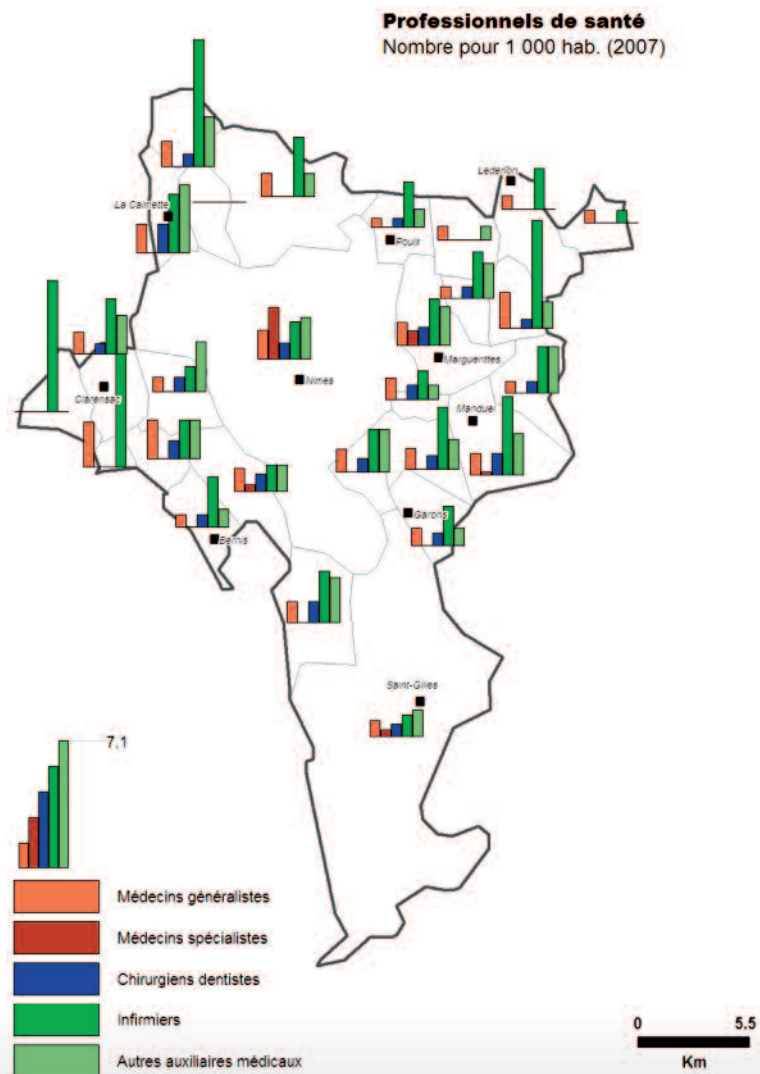 Professionnels de santé
Nombre pour 1 000 hab. (2007)
Lédenon
La Calmette
Poulx
Marguerittes
Nîmes
Clarensac
Manduel
Garons
Bernis
Saint-Gilles
7,1
Médecins généralistes
Médecins spécialistes
Chirurgiens dentistes
Infirmiers
Autres auxiliaires médicaux
0 5.5
Km